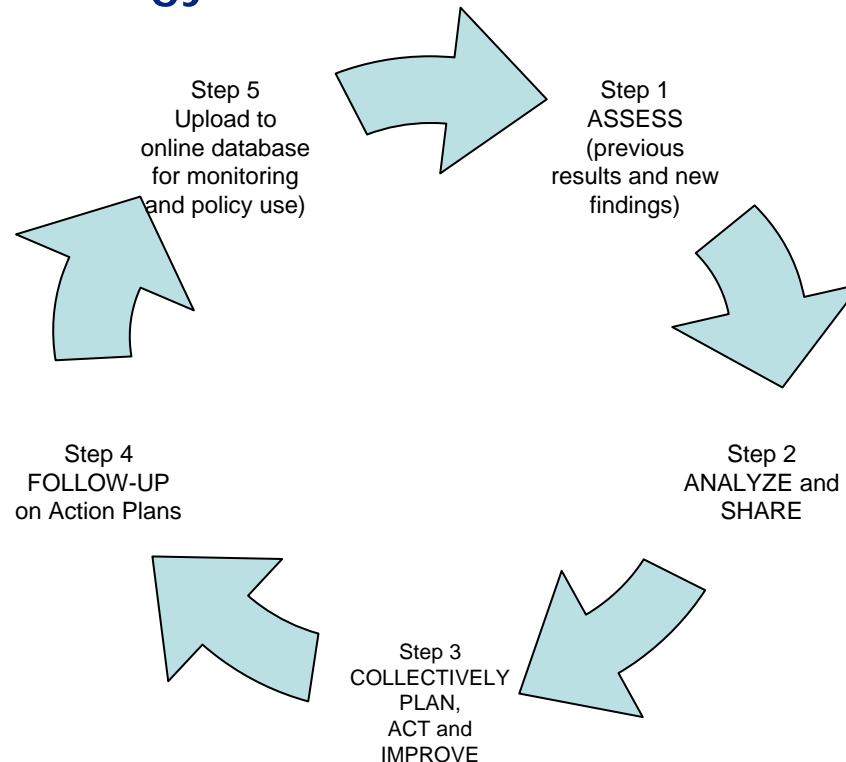 Step 1
ASSESS
(previous
results and new
findings)
Step 2
ANALYZE and
SHARE
Step 3
COLLECTIVELY
PLAN,
ACT and
IMPROVE
Step 4
FOLLOW-UP
on Action Plans
Step 5
Upload to
online database
for monitoring
and policy use)